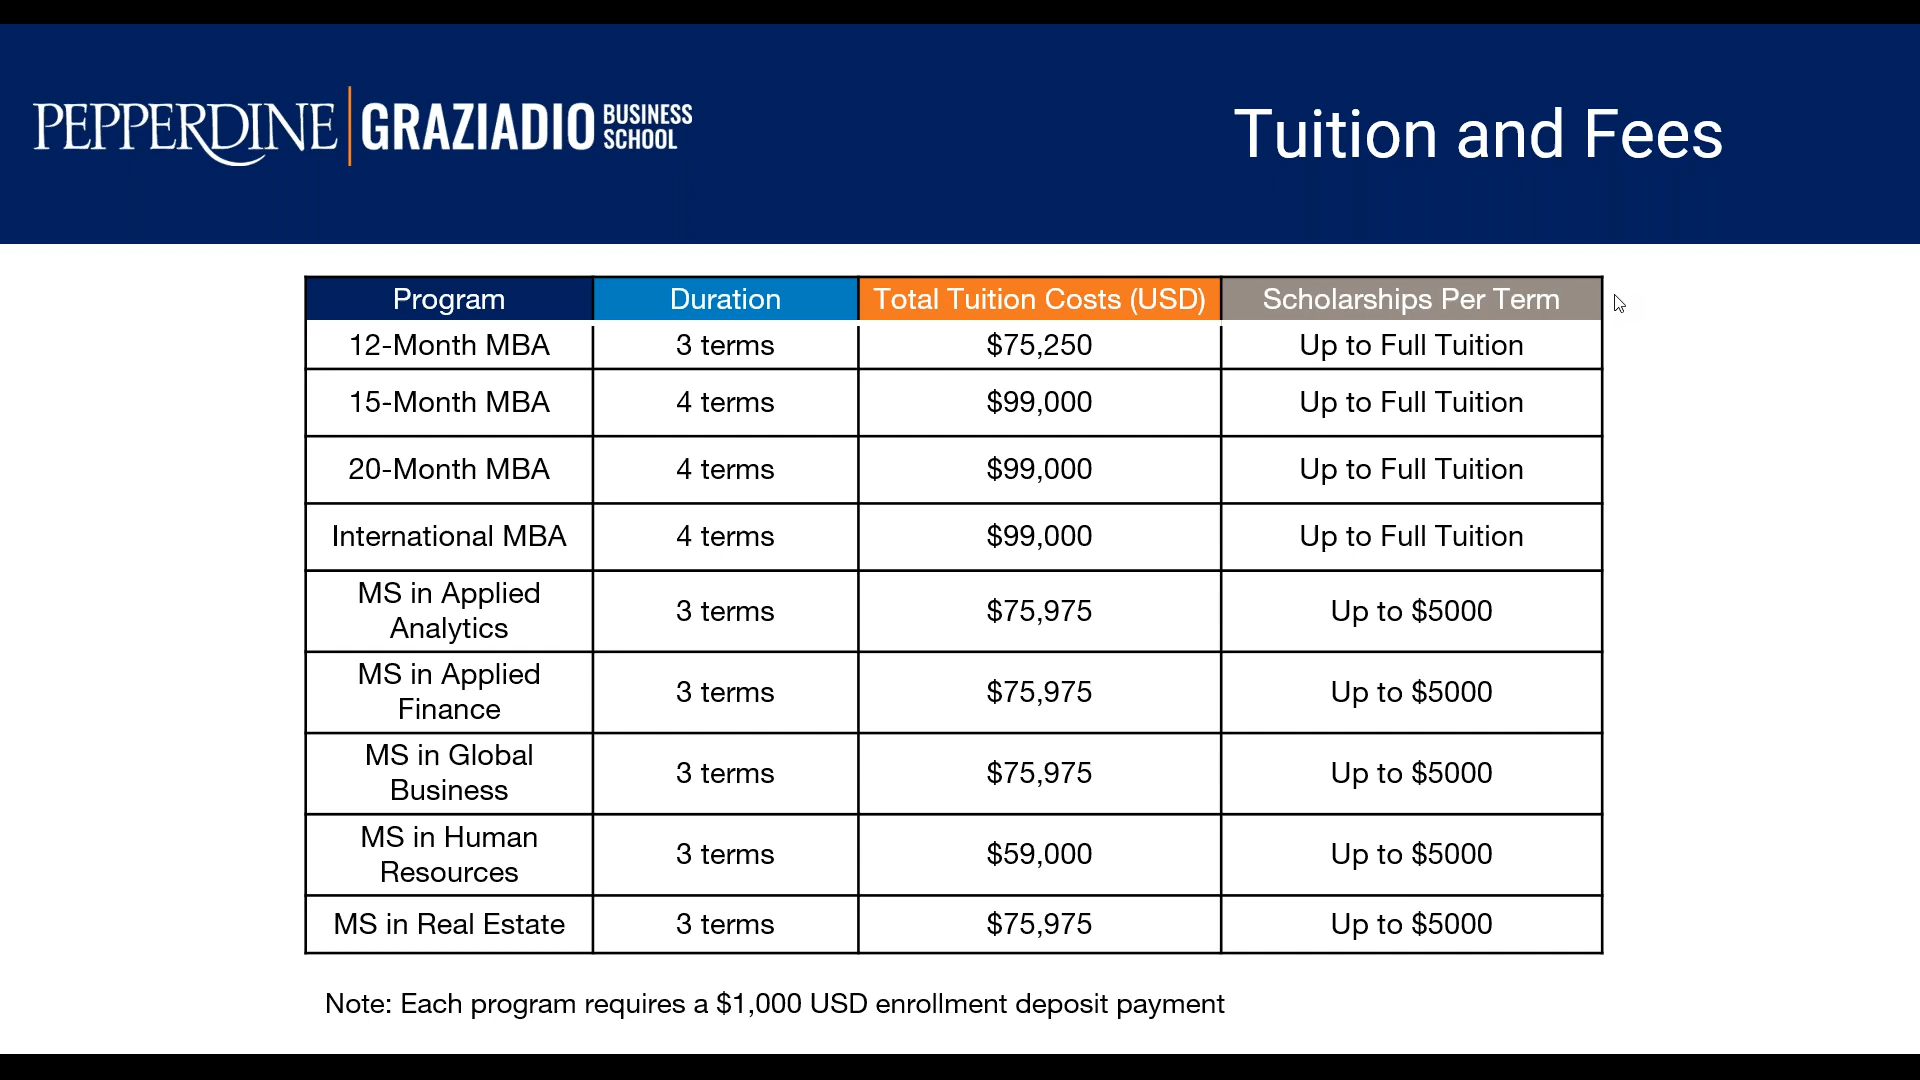 PEPPERDINE GRAZIADIO BUSINESS SCHOOL
Tuition and Fees
Program Duration Total Tuition Costs (USD) Scholarships Per Term
12-Month MBA 3 terms $75,250 Up to Full Tuition
15-Month MBA 4 terms $99,000 Up to Full Tuition
20-Month MBA 4 terms $99,000 Up to Full Tuition
International MBA 4 terms $99,000 Up to Full Tuition
MS in Applied
Analytics 3 terms $75,975 Up to $5000
MS in Applied
Finance 3 terms $75,975 Up to $5000
MS in Global
Business 3 terms $75,975 Up to $5000
MS in Human
Resources 3 terms $59,000 Up to $5000
MS in Real Estate 3 terms $75,975 Up to $5000
Note: Each program requires a $1,000 USD enrollment deposit payment